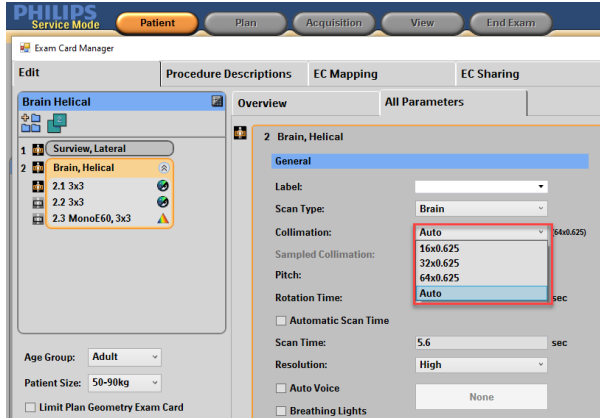 PHILIPS
Service Mode
Patient
Plan
Acquisition
View
End Exam
Exam Card Manager
Edit
Procedure Descriptions
EC Mapping
EC Sharing
Brain Helical
Overview
All Parameters
1 Surview, Lateral
2 Brain, Helical
2.1 3x3
2.2 3x3
2.3 MonoE60, 3x3
Age Group: Adult
Patient Size: 50-90kg
Limit Plan Geometry Exam Card
2 Brain, Helical
General
Label:
Scan Type: Brain
Collimation: Auto (64x0.625)
16x0.625
32x0.625
64x0.625
Auto
Sampled Collimation:
Pitch:
Rotation Time: sec
Automatic Scan Time
Scan Time: 5.6 sec
Resolution: High
Auto Voice
None
Breathing Lights